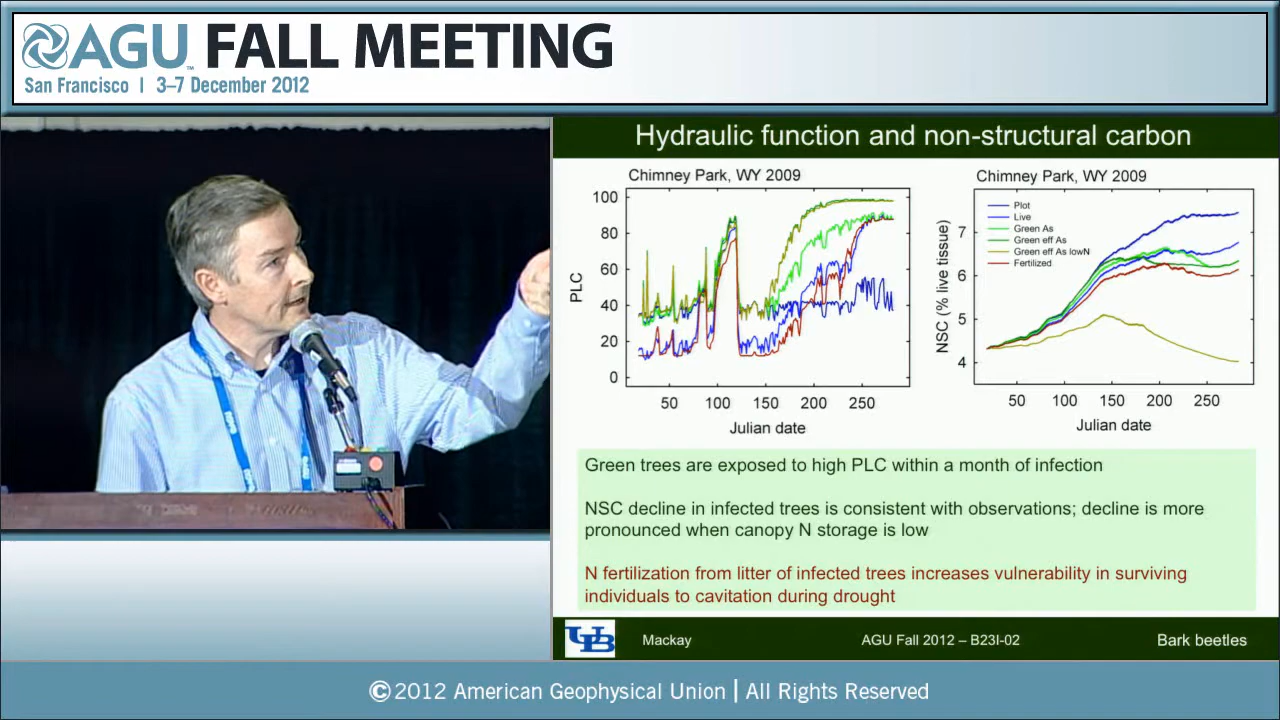 AGU FALL MEETING
San Francisco | 3–7 December 2012
Hydraulic function and non-structural carbon
Chimney Park, WY 2009
100
80
60
40
20
0
PLC
50 100 150 200 250
Julian date
Chimney Park, WY 2009
7
6
5
4
NSC (% live tissue)
Plot
Live
Green As
Green eff As
Green eff As lowN
Fertilized
50 100 150 200 250
Julian date
Green trees are exposed to high PLC within a month of infection
NSC decline in infected trees is consistent with observations; decline is more
pronounced when canopy N storage is low
N fertilization from litter of infected trees increases vulnerability in surviving
individuals to cavitation during drought
UB
Mackay
AGU Fall 2012 – B23I-02
Bark beetles
©2012 American Geophysical Union | All Rights Reserved